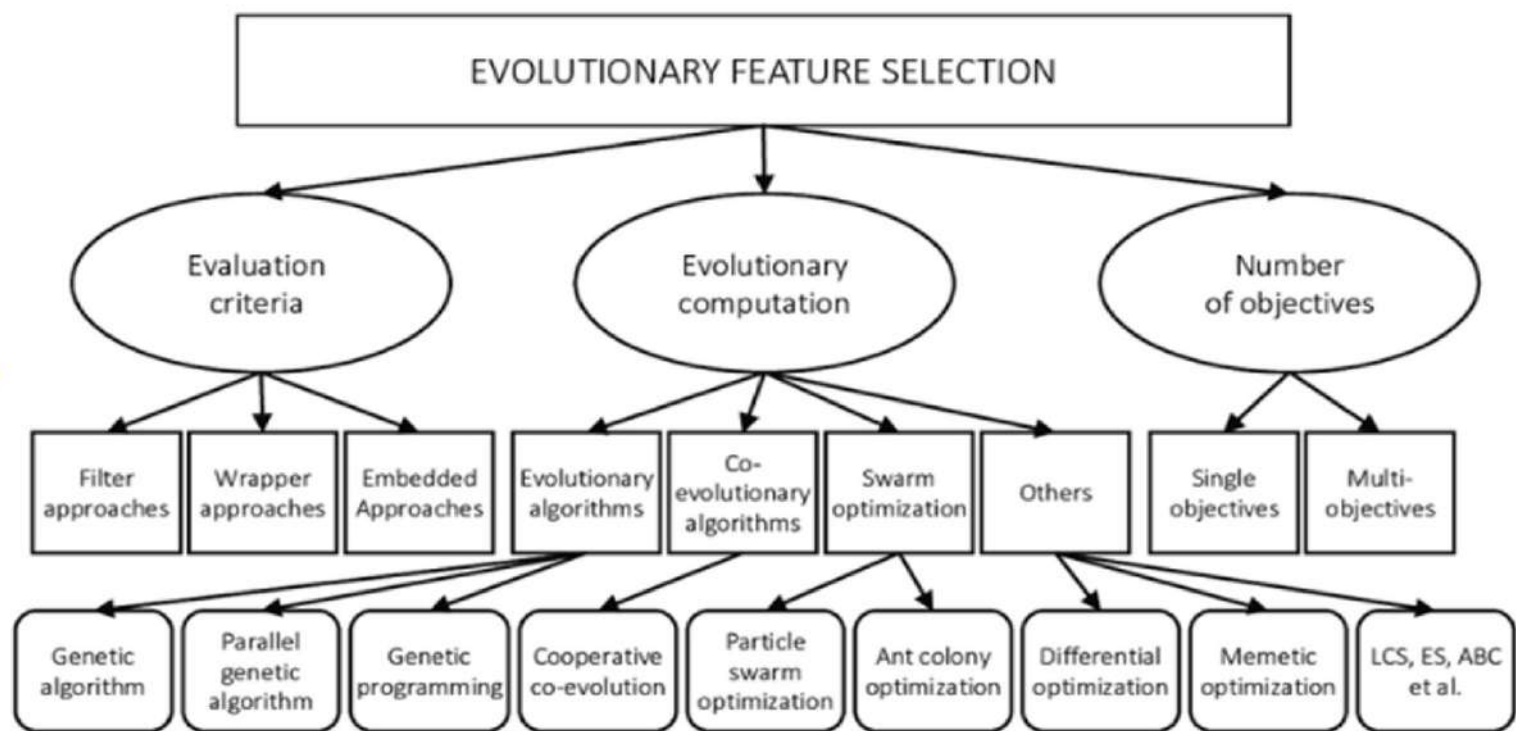 EVOLUTIONARY FEATURE SELECTION
Evaluation
criteria
Evolutionary
computation
Number
of objectives
Filter
approaches
Wrapper
approaches
Embedded
Approaches
Evolutionary
algorithms
Co-
evolutionary
algorithms
Swarm
optimization
Others
Single
objectives
Multi-
objectives
Genetic
algorithm
Parallel
genetic
algorithm
Genetic
programming
Cooperative
co-evolution
Particle
swarm
optimization
Ant colony
optimization
Differential
optimization
Memetic
optimization
LCS, ES, ABC
et al.